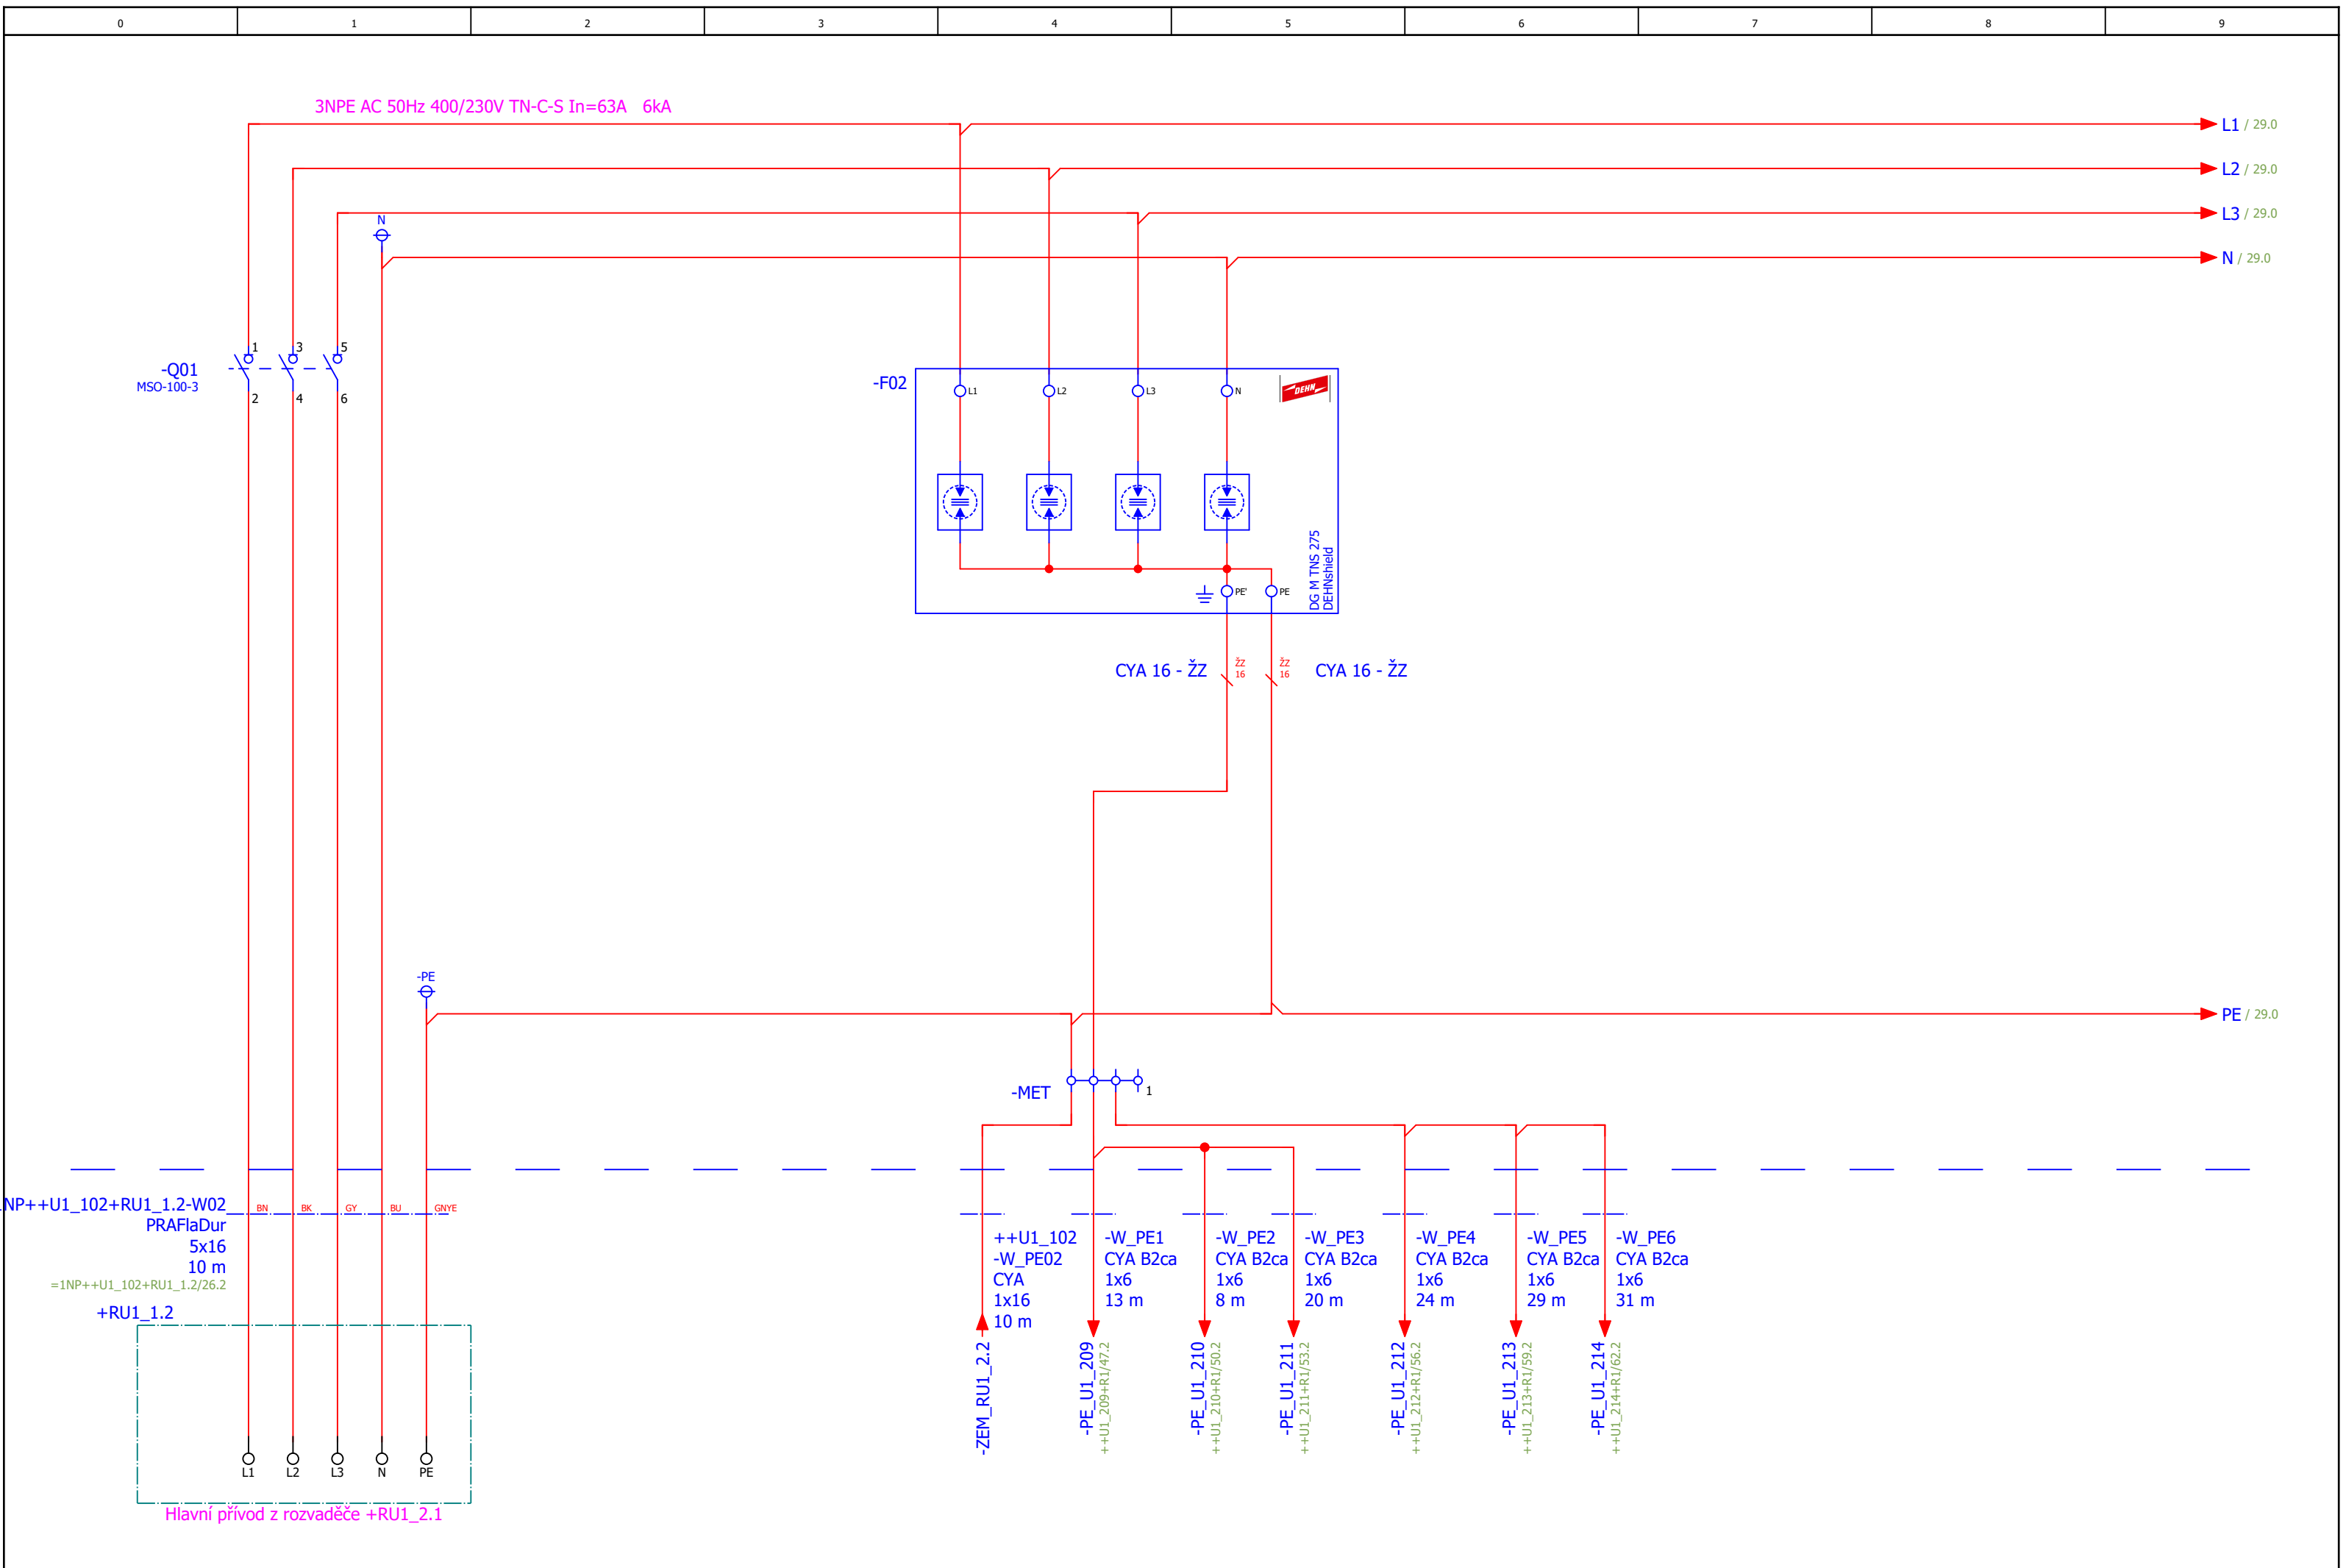 0 1 2 3 4 5 6 7 8 9
3NPE AC 50Hz 400/230V TN-C-S In=63A 6kA
L1 / 29.0
L2 / 29.0
L3 / 29.0
N
N / 29.0
-Q01
MSO-100-3
1 3 5
2 4 6
-F02
L1 L2 L3 N
DEHN
DG M TNS 275
DEHNshield
PE' PE
CYA 16 - ŽZ
ŽZ
16
ŽZ
16
CYA 16 - ŽZ
-PE
PE / 29.0
-MET
1
NP++U1_102+RU1_1.2-W02
PRAFlaDur
5x16
10 m
=1NP++U1_102+RU1_1.2/26.2
BN BK GY BU GNYE
++U1_102
-W_PE02
CYA
1x16
10 m
-W_PE1
CYA B2ca
1x6
13 m
-W_PE2
CYA B2ca
1x6
8 m
-W_PE3
CYA B2ca
1x6
20 m
-W_PE4
CYA B2ca
1x6
24 m
-W_PE5
CYA B2ca
1x6
29 m
-W_PE6
CYA B2ca
1x6
31 m
-ZEM_RU1_2.2
-PE_U1_209
++U1_209+R1/47.2
-PE_U1_210
++U1_210+R1/50.2
-PE_U1_211
++U1_211+R1/53.2
-PE_U1_212
++U1_212+R1/56.2
-PE_U1_213
++U1_213+R1/59.2
-PE_U1_214
++U1_214+R1/62.2
+RU1_1.2
L1 L2 L3 N PE
Hlavní přívod z rozvaděče +RU1_2.1